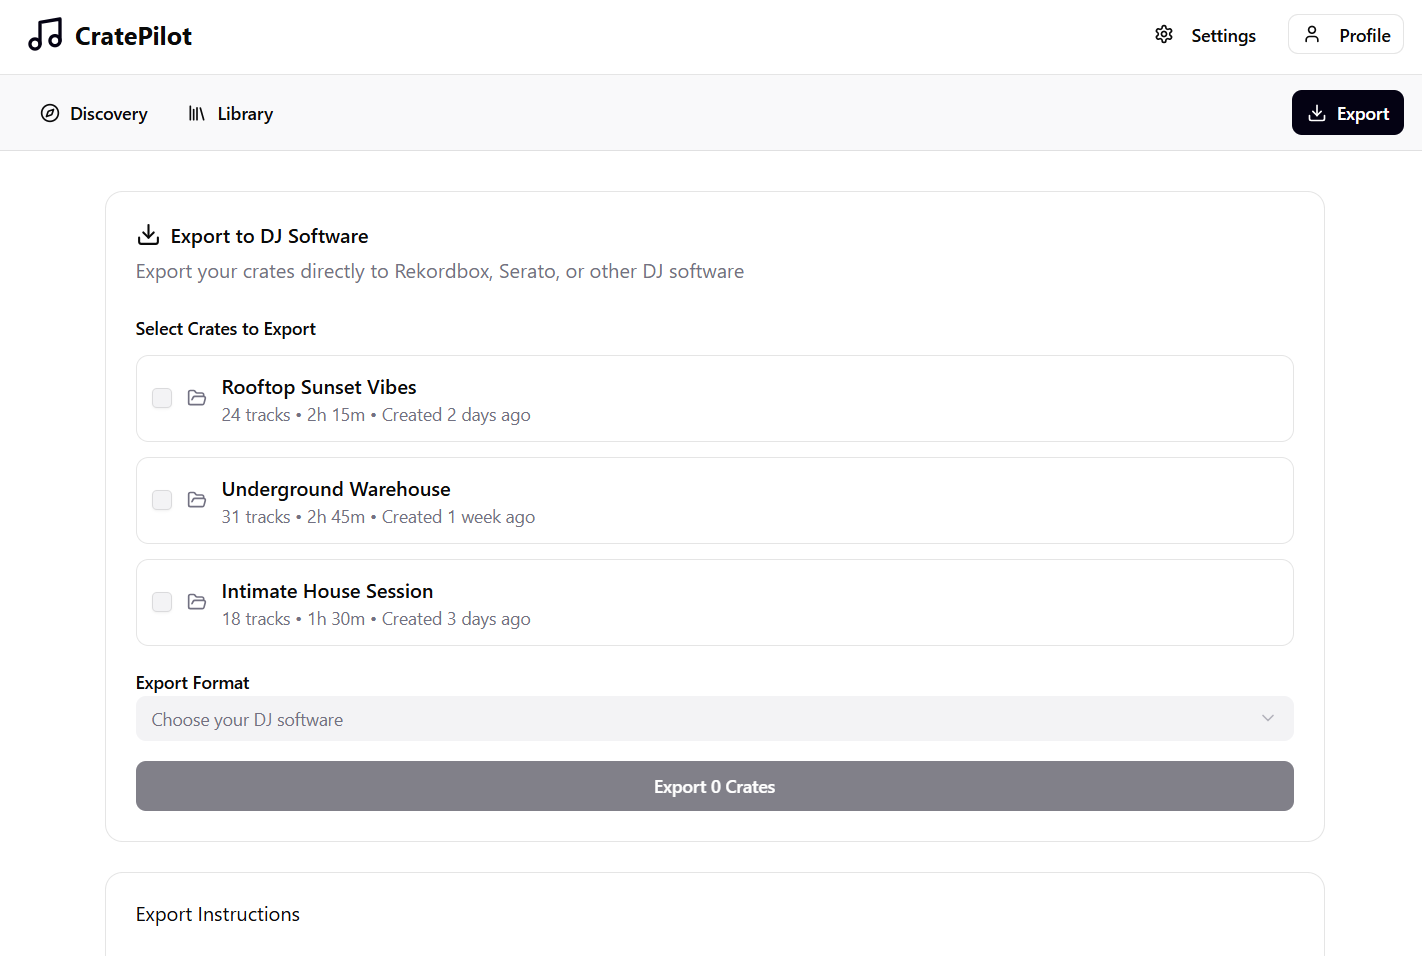 CratePilot
Settings
Profile
Discovery
Library
Export
Export to DJ Software
Export your crates directly to Rekordbox, Serato, or other DJ software
Select Crates to Export
Rooftop Sunset Vibes
24 tracks • 2h 15m • Created 2 days ago
Underground Warehouse
31 tracks • 2h 45m • Created 1 week ago
Intimate House Session
18 tracks • 1h 30m • Created 3 days ago
Export Format
Choose your DJ software
Export 0 Crates
Export Instructions